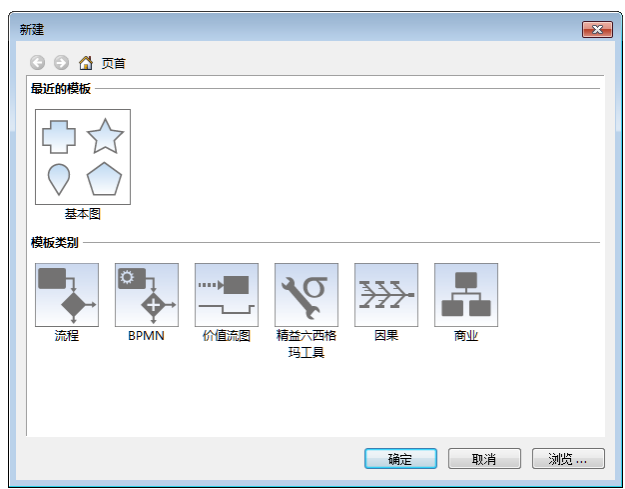 新建
页首
最近的模板
基本图
模板类别
流程
BPMN
价值流图
精益六西格
玛工具
因果
商业
确定
取消
浏览 ...